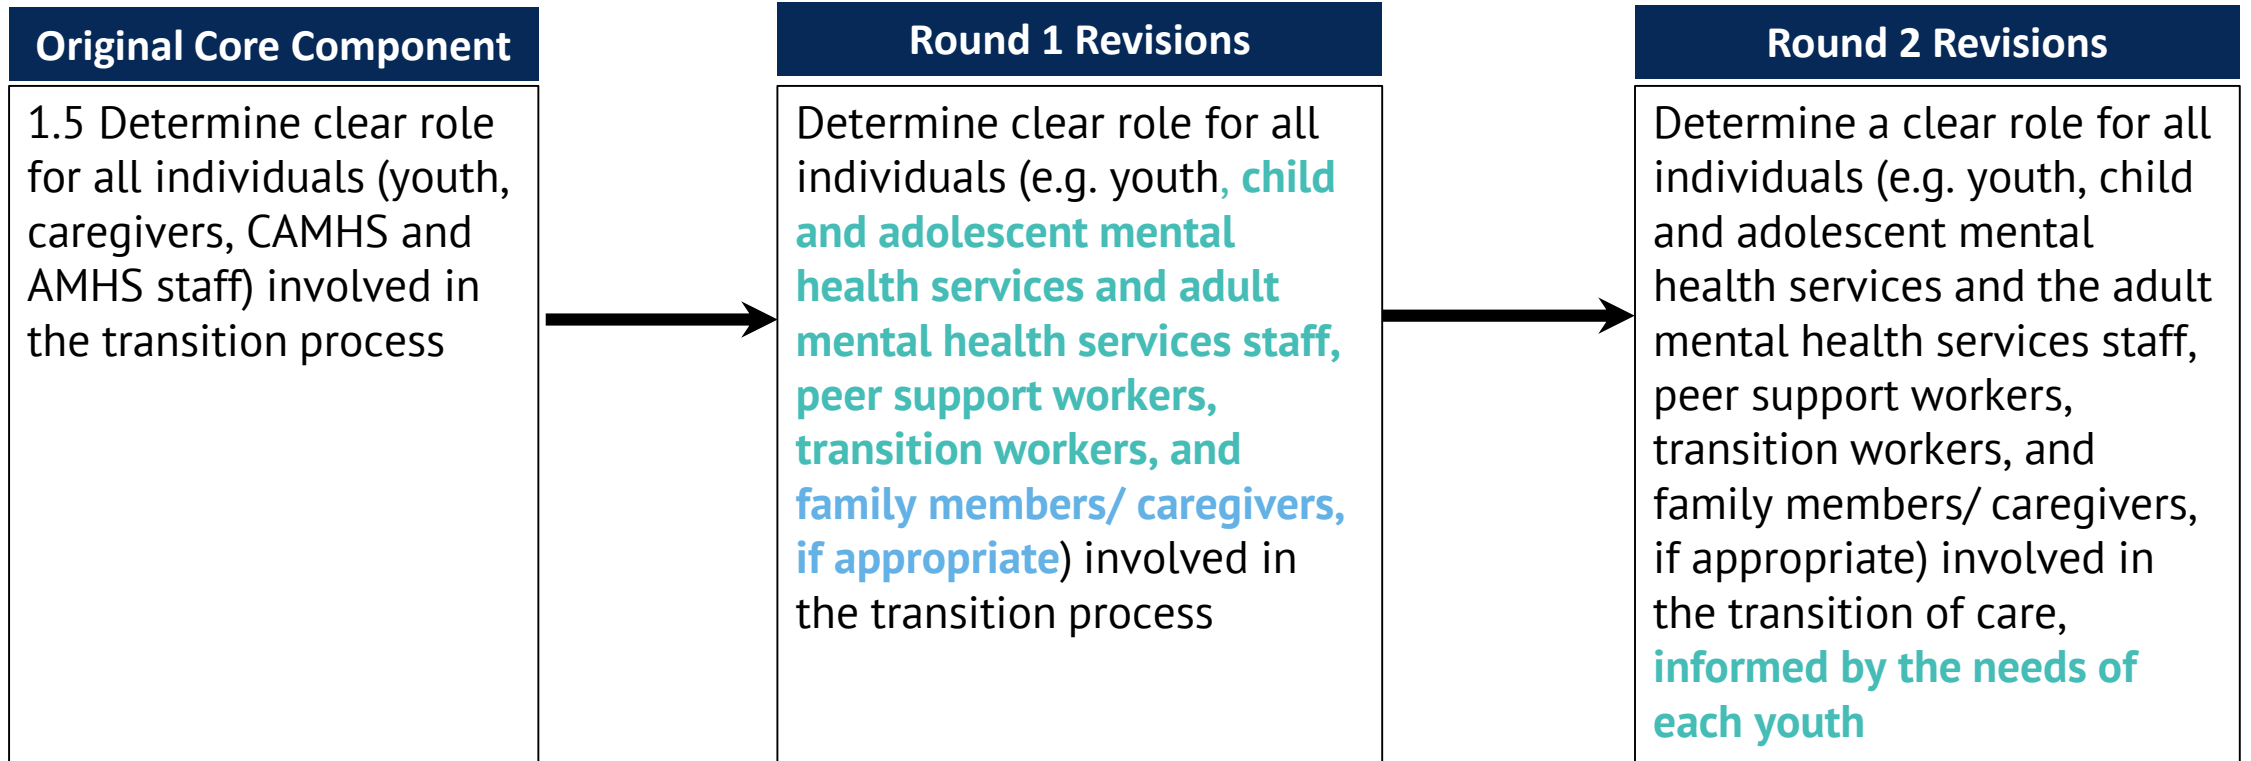 Original Core Component
1.5 Determine clear role
for all individuals (youth,
caregivers, CAMHS and
AMHS staff) involved in
the transition process
Round 1 Revisions
Determine clear role for all
individuals (e.g. youth, child
and adolescent mental
health services and adult
mental health services staff,
peer support workers,
transition workers, and
family members/ caregivers,
if appropriate) involved in
the transition process
Round 2 Revisions
Determine a clear role for all
individuals (e.g. youth, child
and adolescent mental
health services and the adult
mental health services staff,
peer support workers,
transition workers, and
family members/ caregivers,
if appropriate) involved in
the transition of care,
informed by the needs of
each youth